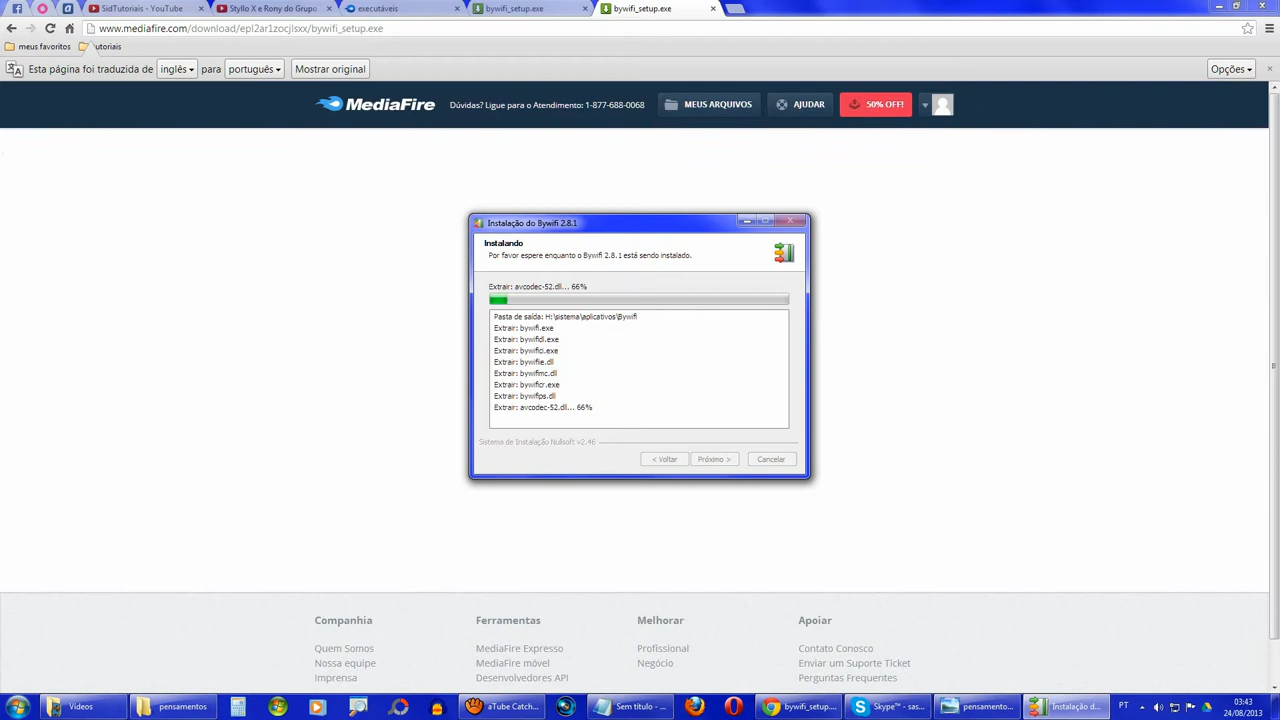 SidTutoriais - YouTube
Styllo X e Rony do Grupo
executáveis
bywifi_setup.exe
bywifi_setup.exe
www.mediafire.com/download/epl2ar1zocjlsxx/bywifi_setup.exe
meus favoritos
utoriais
Esta página foi traduzida de inglês para português Mostrar original Opções
MediaFire
Dúvidas? Ligue para o Atendimento: 1-877-688-0068
MEUS ARQUIVOS
AJUDAR
50% OFF!
Instalação do Bywifi 2.8.1
Instalando
Por favor espere enquanto o Bywifi 2.8.1 está sendo instalado.
Extrair: avcodec-52.dll... 66%
Pasta de saída: H:\sistema\aplicativos\Bywifi
Extrair: bywifi.exe
Extrair: bywifidl.exe
Extrair: bywifici.exe
Extrair: bywifiie.dll
Extrair: bywifimc.dll
Extrair: bywificr.exe
Extrair: bywifips.dll
Extrair: avcodec-52.dll... 66%
Sistema de Instalação Nullsoft v2.46
< Voltar Próximo > Cancelar
Companhia Ferramentas Melhorar Apoiar
Quem Somos MediaFire Expresso Profissional Contato Conosco
Nossa equipe MediaFire móvel Negócio Enviar um Suporte Ticket
Imprensa Desenvolvedores API Perguntas Frequentes
Vídeos
pensamentos
aTube Catch...
Sem título - ...
bywifi_setup....
Skype™ - sas...
pensamento...
Instalação d...
PT
03:43
24/08/2013